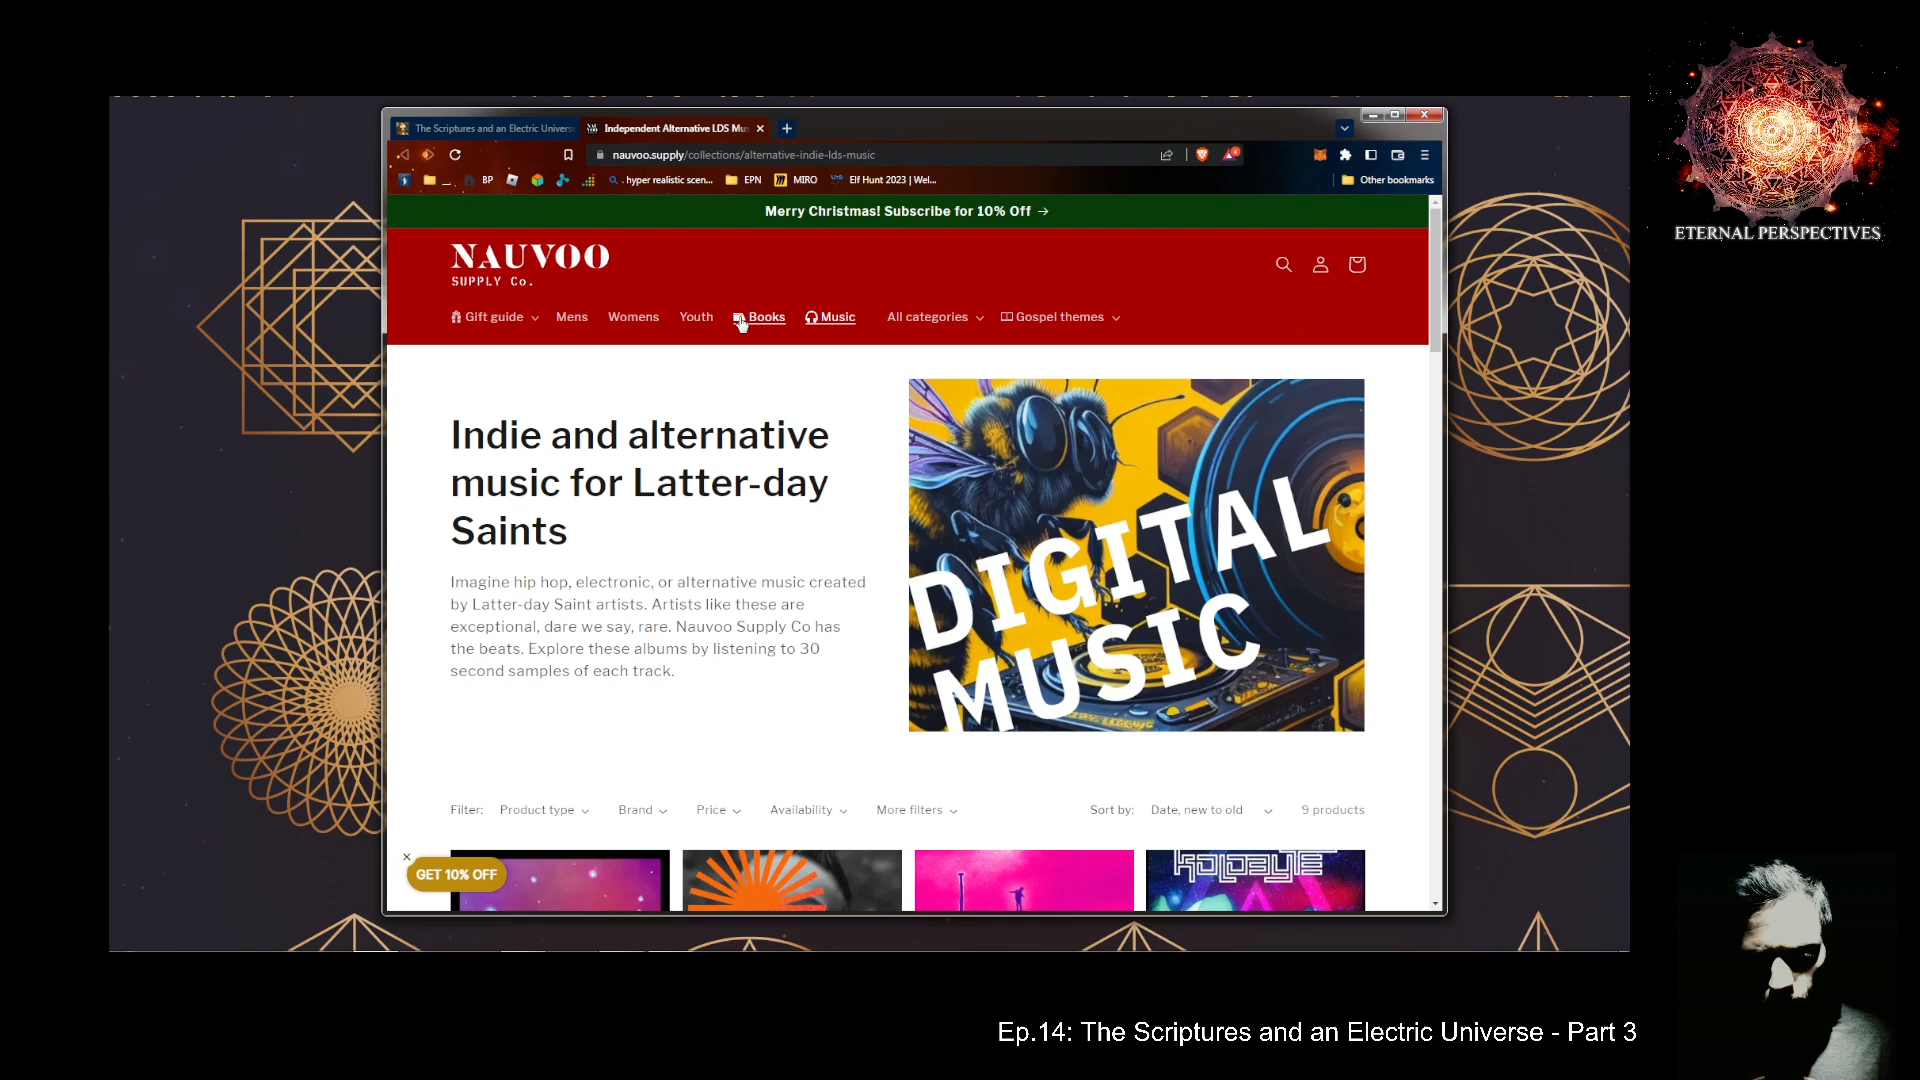 ETERNAL PERSPECTIVES
The Scriptures and an Electric Universe
Independent Alternative LDS Mus
nauvoo.supply/collections/alternative-indie-lds-music
BP
. hyper realistic scen...
EPN
MIRO
Elf Hunt 2023 | Wel...
Other bookmarks
Merry Christmas! Subscribe for 10% Off →
NAUVOO
SUPPLY Co.
Gift guide
Mens
Womens
Youth
Books
Music
All categories
Gospel themes
Indie and alternative
music for Latter-day
Saints
Imagine hip hop, electronic, or alternative music created
by Latter-day Saint artists. Artists like these are
exceptional, dare we say, rare. Nauvoo Supply Co has
the beats. Explore these albums by listening to 30
second samples of each track.
DIGITAL
MUSIC
Filter:
Product type
Brand
Price
Availability
More filters
Sort by:
Date, new to old
9 products
GET 10% OFF
Ep.14: The Scriptures and an Electric Universe - Part 3